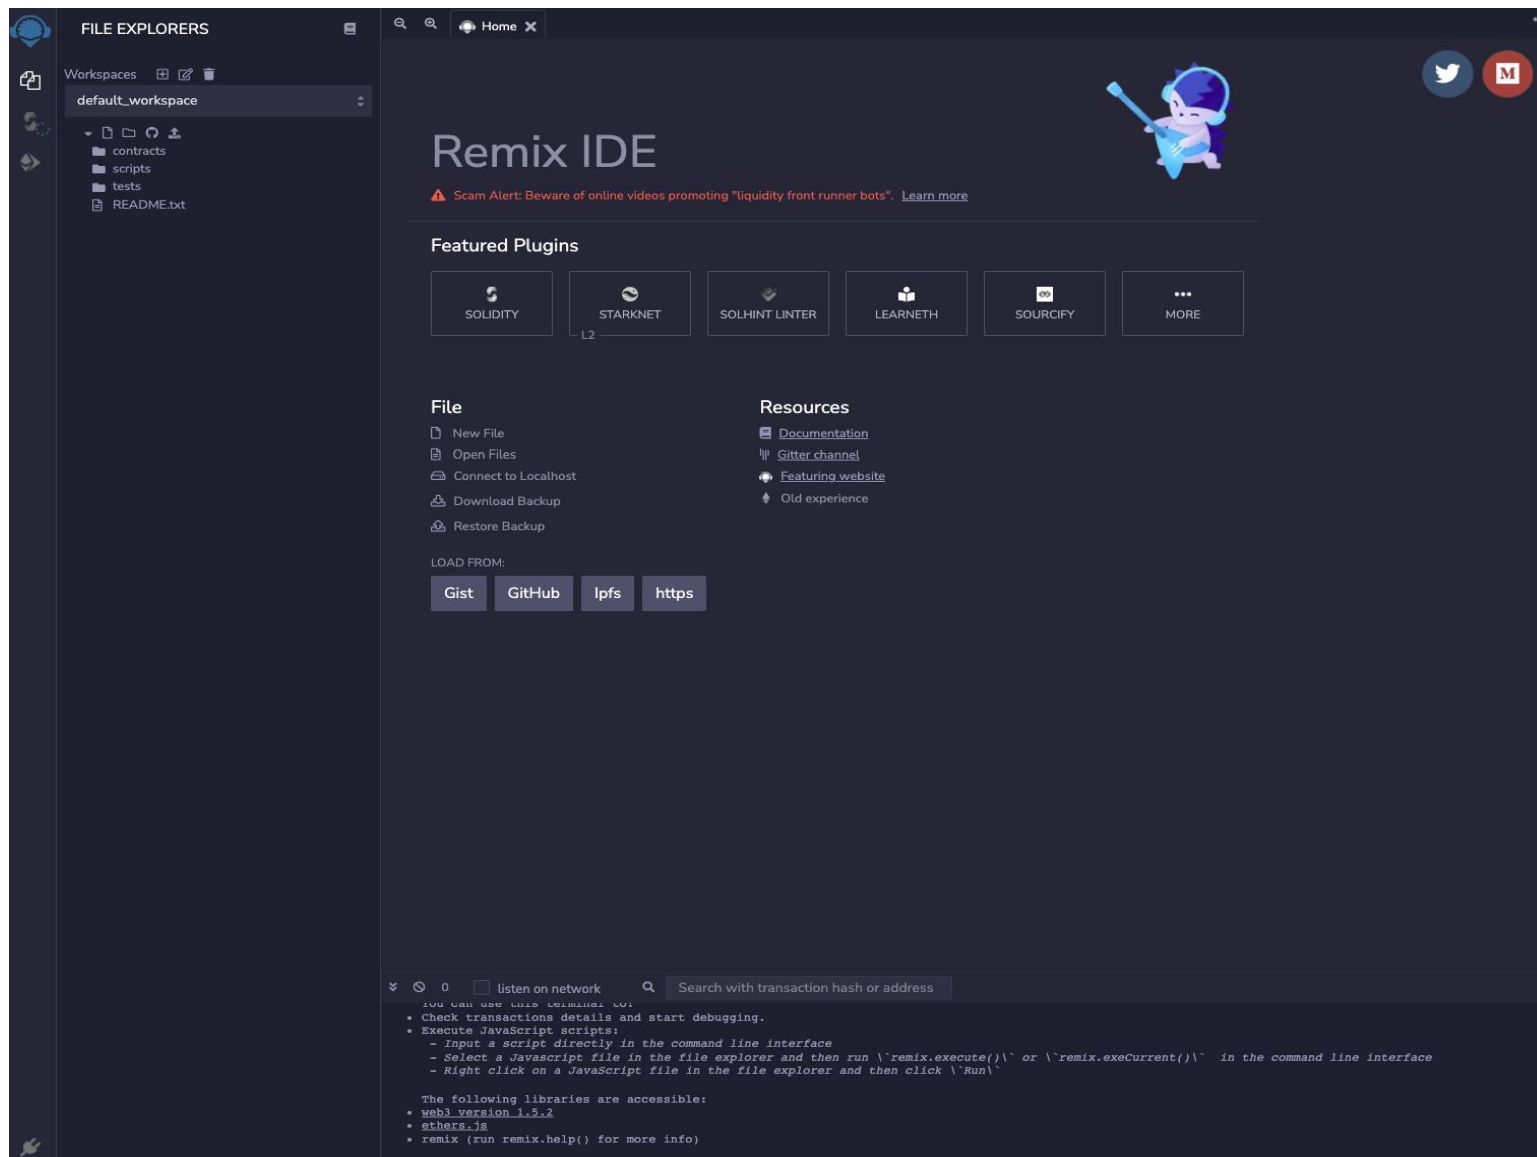 FILE EXPLORERS
Workspaces
default_workspace
contracts
scripts
tests
README.txt
Home
Remix IDE
Scam Alert: Beware of online videos promoting "liquidity front runner bots". Learn more
Featured Plugins
SOLIDITY
STARKNET
L2
SOLHINT LINTER
LEARNETH
SOURCIFY
MORE
File
New File
Open Files
Connect to Localhost
Download Backup
Restore Backup
LOAD FROM:
Gist GitHub Ipfs https
Resources
Documentation
Gitter channel
Featuring website
Old experience
M
0 listen on network Search with transaction hash or address
You can use this terminal to:
• Check transactions details and start debugging.
• Execute JavaScript scripts:
- Input a script directly in the command line interface
- Select a Javascript file in the file explorer and then run \`remix.execute()\` or \`remix.exeCurrent()\` in the command line interface
- Right click on a JavaScript file in the file explorer and then click \`Run\`
The following libraries are accessible:
• web3 version 1.5.2
• ethers.js
• remix (run remix.help() for more info)